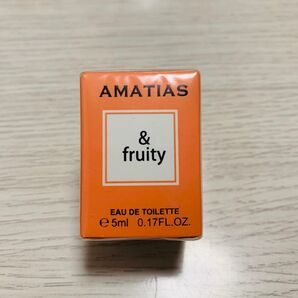 AMATIAS
&
fruity
EAU DE TOILETTE
℮5ml 0.17FL.OZ.